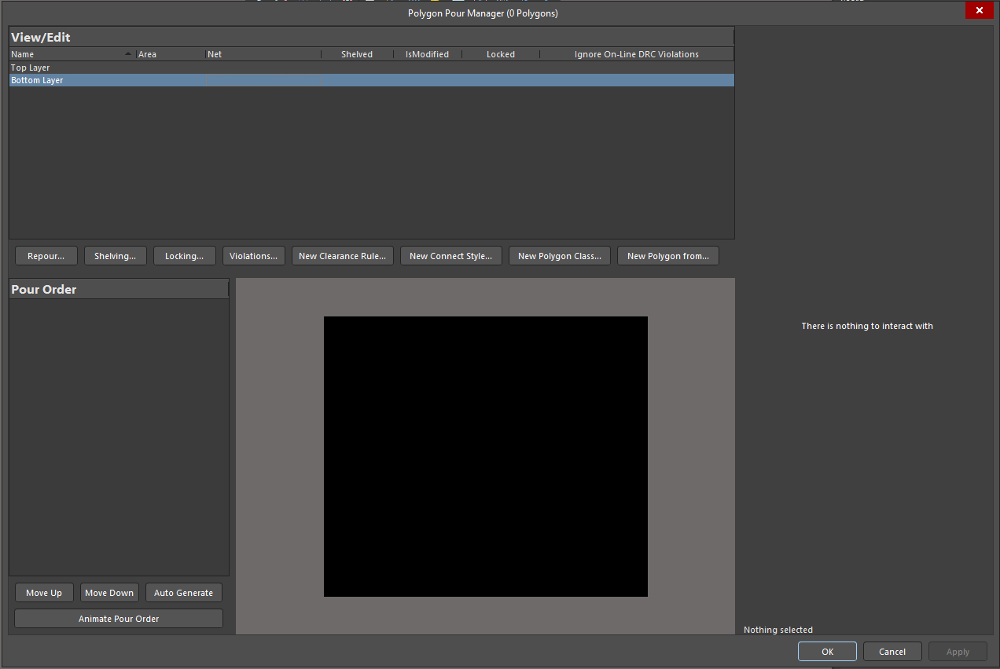 Polygon Pour Manager (0 Polygons)
View/Edit
Name Area Net Shelved IsModified Locked Ignore On-Line DRC Violations
Top Layer
Bottom Layer
Repour... Shelving... Locking... Violations... New Clearance Rule... New Connect Style... New Polygon Class... New Polygon from...
Pour Order
There is nothing to interact with
Move Up Move Down Auto Generate
Animate Pour Order
Nothing selected
OK Cancel Apply